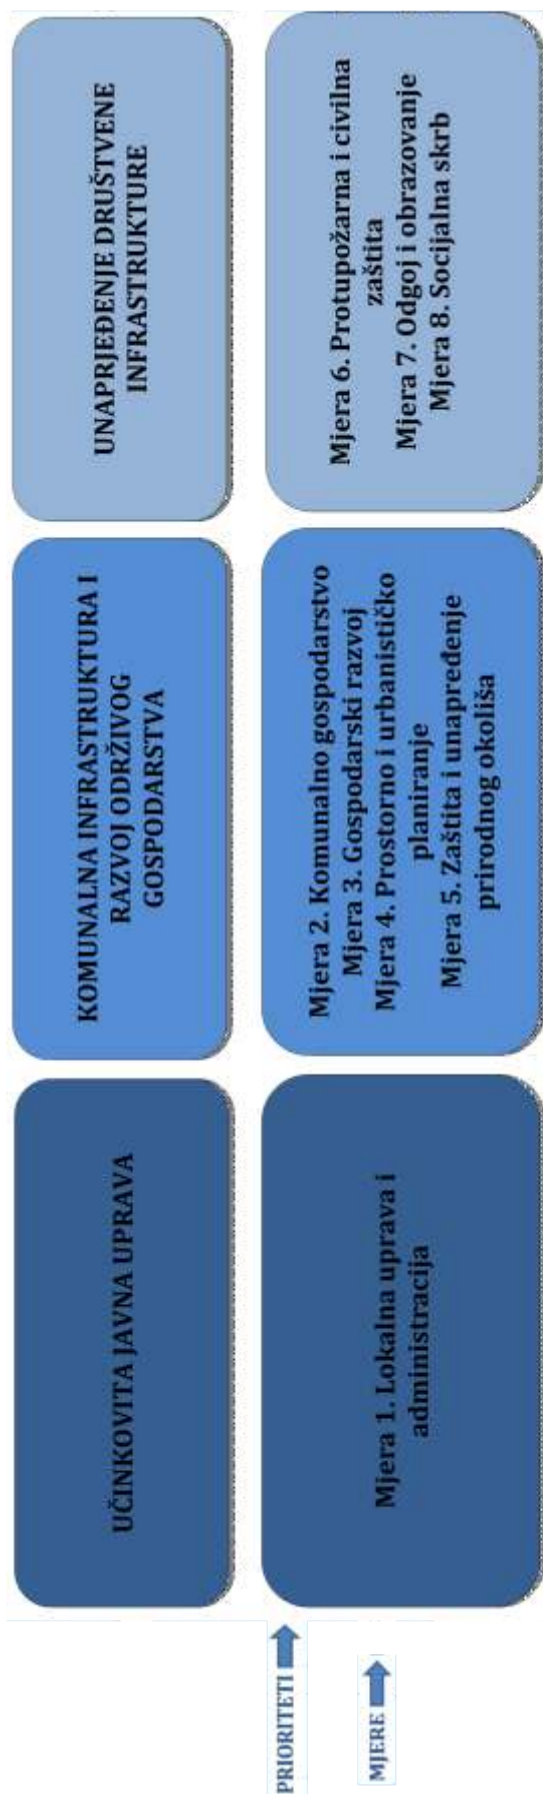 PRIORITETI
UČINKOVITA JAVNA UPRAVA
KOMUNALNA INFRASTRUKTURA I
RAZVOJ ODRŽIVOG
GOSPODARSTVA
UNAPRJEĐENJE DRUŠTVENE
INFRASTRUKTURE
MJERE
Mjera 1. Lokalna uprava i
administracija
Mjera 2. Komunalno gospodarstvo
Mjera 3. Gospodarski razvoj
Mjera 4. Prostorno i urbanističko
planiranje
Mjera 5. Zaštita i unapređenje
prirodnog okoliša
Mjera 6. Protupožarna i civilna
zaštita
Mjera 7. Odgoj i obrazovanje
Mjera 8. Socijalna skrb